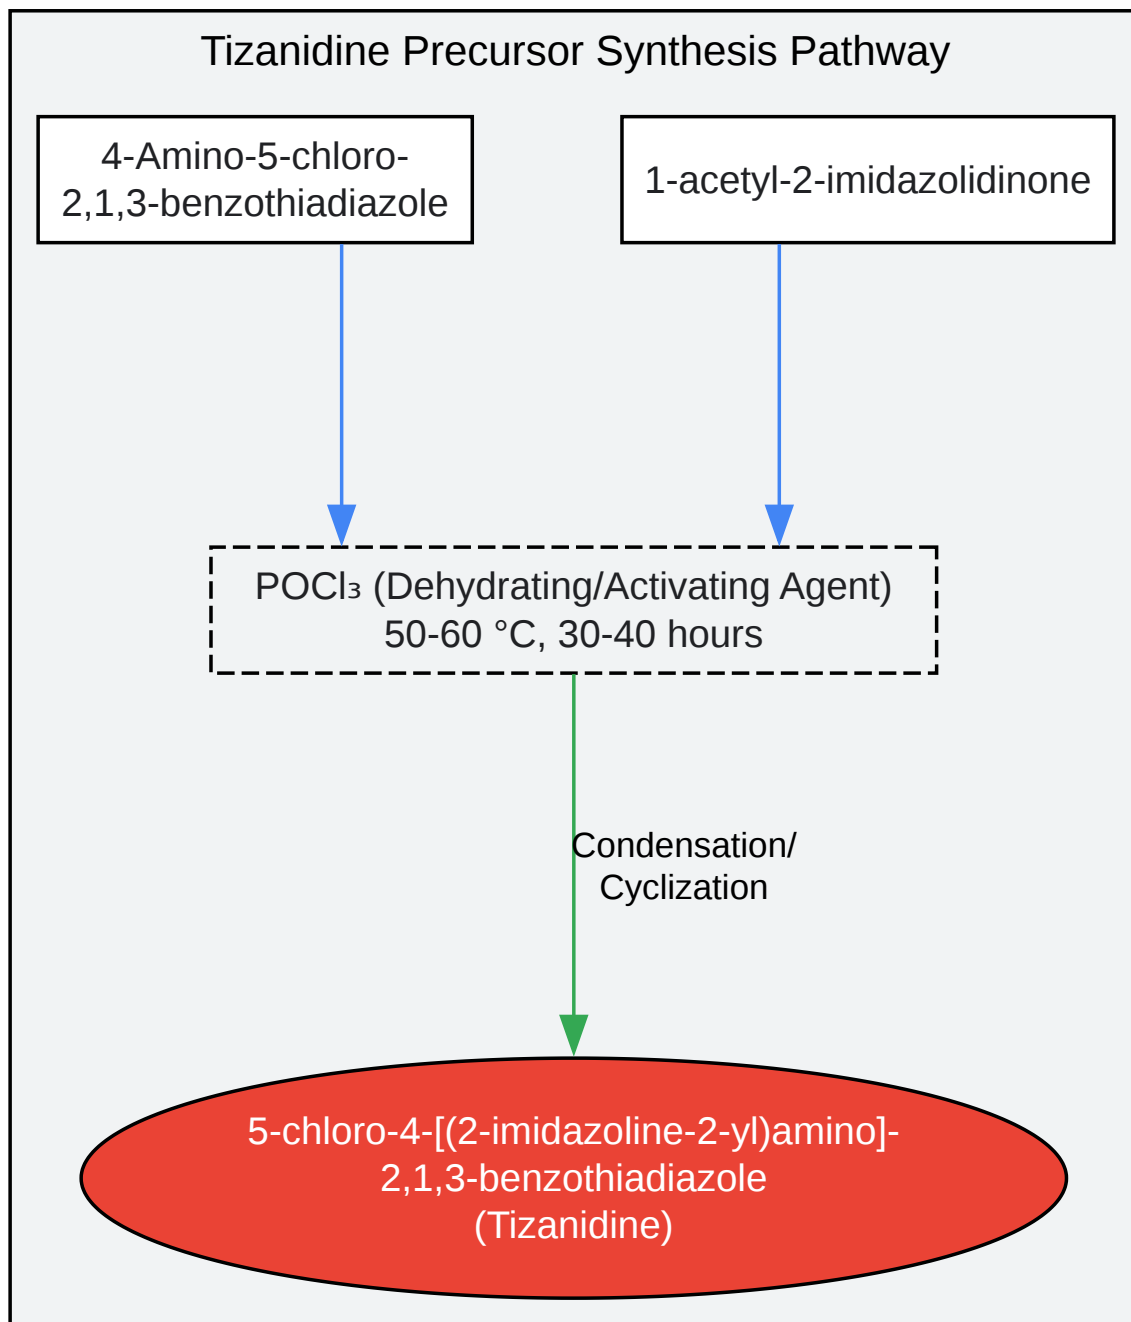 Tizanidine Precursor Synthesis Pathway
4-Amino-5-chloro-
2,1,3-benzothiadiazole
1-acetyl-2-imidazolidinone
POCl₃ (Dehydrating/Activating Agent)
50-60 °C, 30-40 hours
Condensation/
Cyclization
5-chloro-4-[(2-imidazoline-2-yl)amino]-
2,1,3-benzothiadiazole
(Tizanidine)